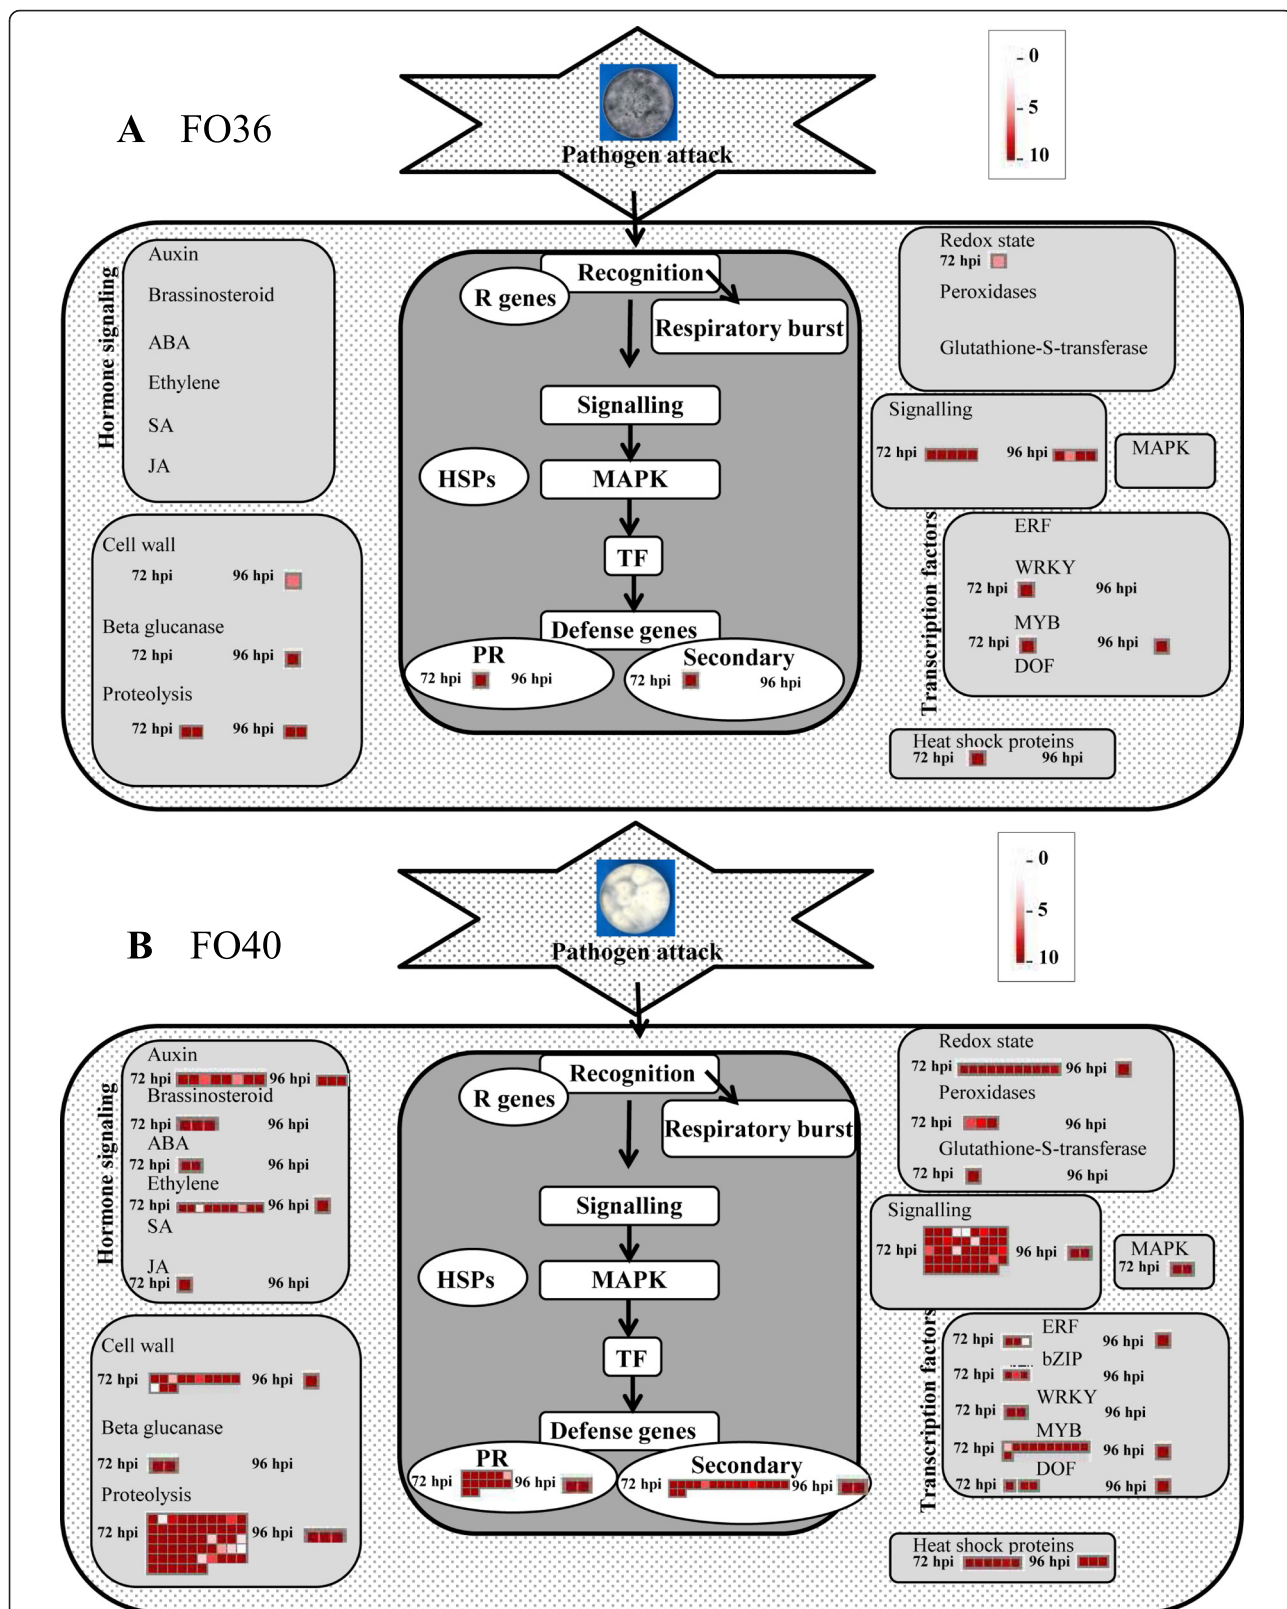 A FO36
Pathogen attack
0
5
10
Hormone signaling
Auxin
Brassinosteroid
ABA
Ethylene
SA
JA
Cell wall
72 hpi 96 hpi
Beta glucanase
72 hpi 96 hpi
Proteolysis
72 hpi 96 hpi
Recognition
R genes
Respiratory burst
Signalling
HSPs
MAPK
TF
Defense genes
PR
72 hpi 96 hpi
Secondary
72 hpi 96 hpi
Redox state
72 hpi
Peroxidases
Glutathione-S-transferase
Signalling
72 hpi 96 hpi
MAPK
Transcription factors
ERF
WRKY
72 hpi 96 hpi
MYB
72 hpi 96 hpi
DOF
Heat shock proteins
72 hpi 96 hpi
B FO40
Pathogen attack
0
5
10
Hormone signaling
Auxin
72 hpi 96 hpi
Brassinosteroid
96 hpi
ABA
72 hpi 96 hpi
Ethylene
72 hpi 96 hpi
SA
JA
72 hpi 96 hpi
Cell wall
72 hpi 96 hpi
Beta glucanase
72 hpi 96 hpi
Proteolysis
72 hpi 96 hpi
Recognition
R genes
Respiratory burst
Signalling
HSPs
MAPK
TF
Defense genes
PR
72 hpi 96 hpi
Secondary
72 hpi 96 hpi
Redox state
72 hpi 96 hpi
Peroxidases
72 hpi 96 hpi
Glutathione-S-transferase
72 hpi 96 hpi
Signalling
72 hpi 96 hpi
MAPK
72 hpi
Transcription factors
ERF
72 hpi 96 hpi
bZIP
72 hpi 96 hpi
WRKY
72 hpi 96 hpi
MYB
72 hpi 96 hpi
DOF
72 hpi 96 hpi
Heat shock proteins
72 hpi 96 hpi